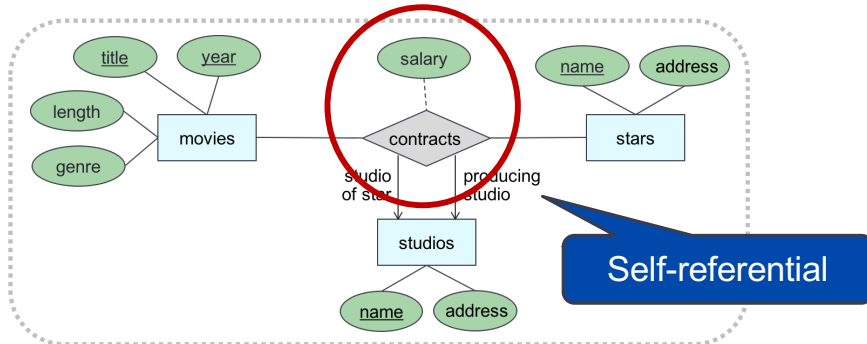 title
year
salary
name
address
length
genre
movies
contracts
stars
studio
of star
producing
studio
studios
Self-referential
name
address